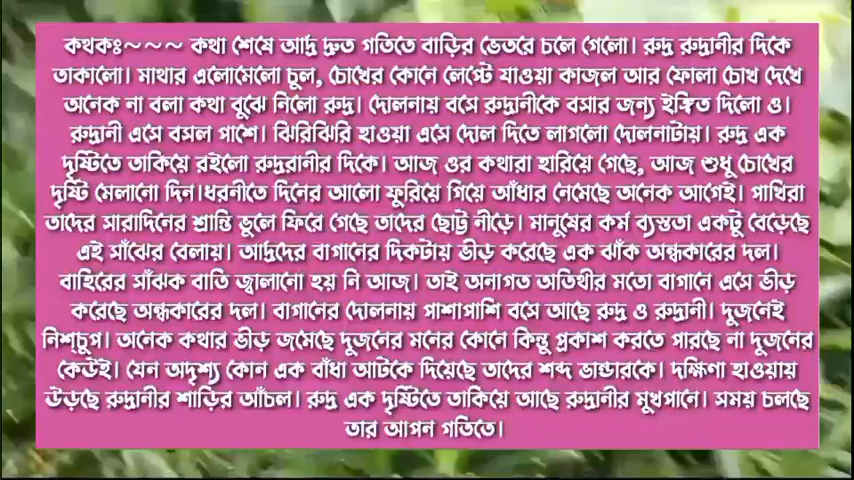 কথকঃ~~~ কথা শেষে আদ্র দ্রুত গতিতে বাড়ির ভেতরে চলে গেলো। রুদ্র রুদ্রানীর দিকে
তাকালো। মাথার এলোমেলো চুল, চোখের কোনে লেপ্টে যাওয়া কাজল আর ফোলা চোখ দেখে
অনেক না বলা কথা বুঝে নিলো রুদ্র। দোলনায় বসে রুদ্রানীকে বসার জন্য ইঙ্গিত দিলো ও।
রুদ্রানী এসে বসল পাশে। ঝিরিঝিরি হাওয়া এসে দোল দিতে লাগলো দোলনাটায়। রুদ্র এক
দৃষ্টিতে তাকিয়ে রইলো রুদ্ররানীর দিকে। আজ ওর কথারা হারিয়ে গেছে, আজ শুধু চোখের
দৃষ্টি মেলানো দিন।ধরনীতে দিনের আলো ফুরিয়ে গিয়ে আঁধার নেমেছে অনেক আগেই। পাখিরা
তাদের সারাদিনের শ্রান্তি ভুলে ফিরে গেছে তাদের ছোট্ট নীড়ে। মানুষের কর্ম ব্যস্ততা একটু বেড়েছে
এই সাঁঝের বেলায়। আদ্রদের বাগানের দিকটায় ভীড় করেছে এক ঝাঁক অন্ধকারের দল।
বাহিরের সাঁঝক বাতি জ্বালানো হয় নি আজ। তাই অনাগত অতিথীর মতো বাগানে এসে ভীড়
করেছে অন্ধকারের দল। বাগানের দোলনায় পাশাপাশি বসে আছে রুদ্র ও রুদ্রানী। দুজনেই
নিশ্চুপ। অনেক কথার ভীড় জমেছে দুজনের মনের কোনে কিন্তু প্রকাশ করতে পারছে না দুজনের
কেউই। যেন অদৃশ্য কোন এক বাঁধা আটকে দিয়েছে তাদের শব্দ ভান্ডারকে। দক্ষিণা হাওয়ায়
উড়ছে রুদ্রানীর শাড়ির আঁচল। রুদ্র এক দৃষ্টিতে তাকিয়ে আছে রুদ্রানীর মুখপানে। সময় চলছে
তার আপন গতিতে।